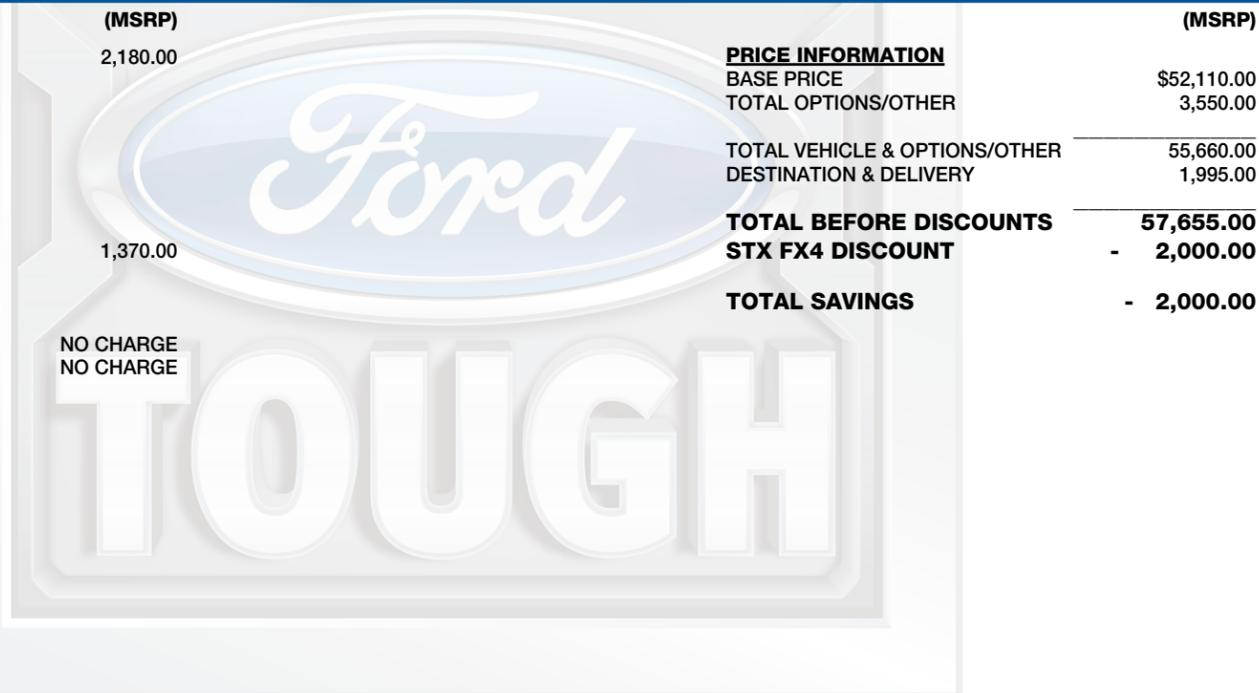 (MSRP)
2,180.00
1,370.00
NO CHARGE
NO CHARGE
Ford
TOUGH
(MSRP)
PRICE INFORMATION
BASE PRICE $52,110.00
TOTAL OPTIONS/OTHER 3,550.00
TOTAL VEHICLE & OPTIONS/OTHER 55,660.00
DESTINATION & DELIVERY 1,995.00
TOTAL BEFORE DISCOUNTS 57,655.00
STX FX4 DISCOUNT - 2,000.00
TOTAL SAVINGS - 2,000.00